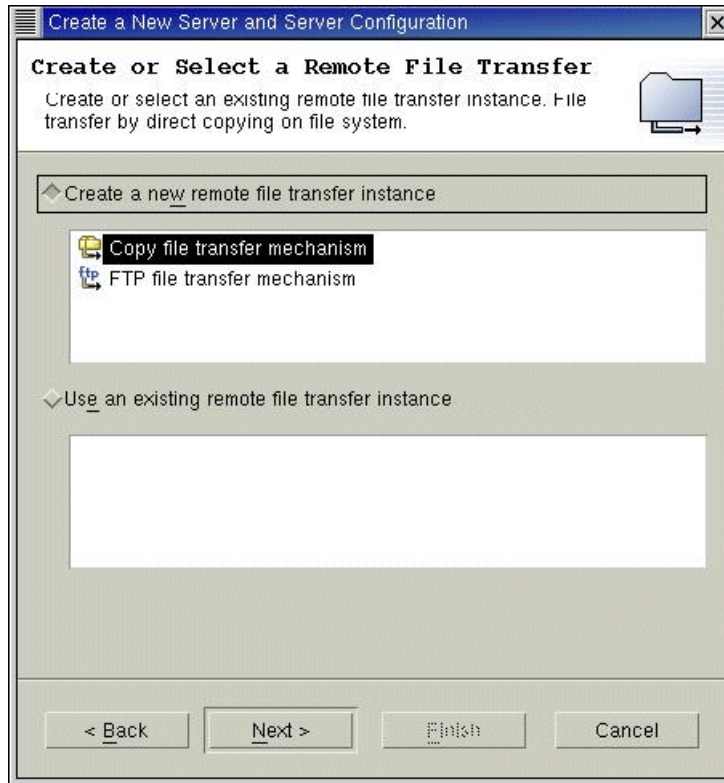 Create a New Server and Server Configuration
Create or Select a Remote File Transfer
Create or select an existing remote file transfer instance. File
transfer by direct copying on file system.
Create a new remote file transfer instance
Copy file transfer mechanism
ftp FTP file transfer mechanism
Use an existing remote file transfer instance
< Back Next > Finish Cancel